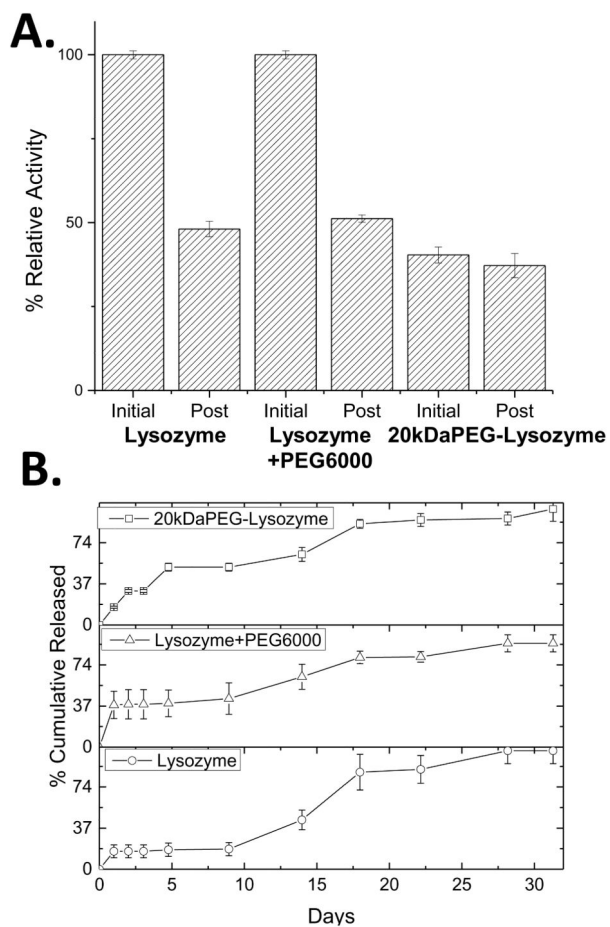 A.
% Relative Activity
100
50
0
Initial Post Initial Post Initial Post
Lysozyme Lysozyme 20kDaPEG-Lysozyme
+PEG6000
B.
% Cumulative Released
20kDaPEG-Lysozyme
74
37
0
Lysozyme+PEG6000
74
37
0
Lysozyme
74
37
0
0 5 10 15 20 25 30
Days